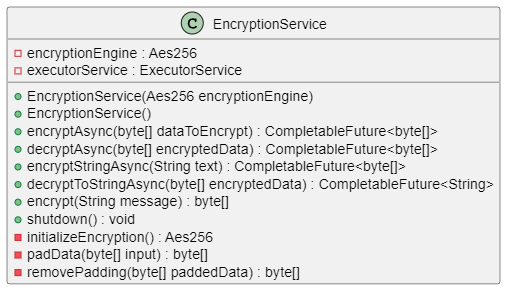 C EncryptionService
encryptionEngine : Aes256
executorService : ExecutorService
EncryptionService(Aes256 encryptionEngine)
EncryptionService()
encryptAsync(byte[] dataToEncrypt) : CompletableFuture<byte[]>
decryptAsync(byte[] encryptedData) : CompletableFuture<byte[]>
encryptStringAsync(String text) : CompletableFuture<byte[]>
decryptToStringAsync(byte[] encryptedData) : CompletableFuture<String>
encrypt(String message) : byte[]
shutdown() : void
initializeEncryption() : Aes256
padData(byte[] input) : byte[]
removePadding(byte[] paddedData) : byte[]